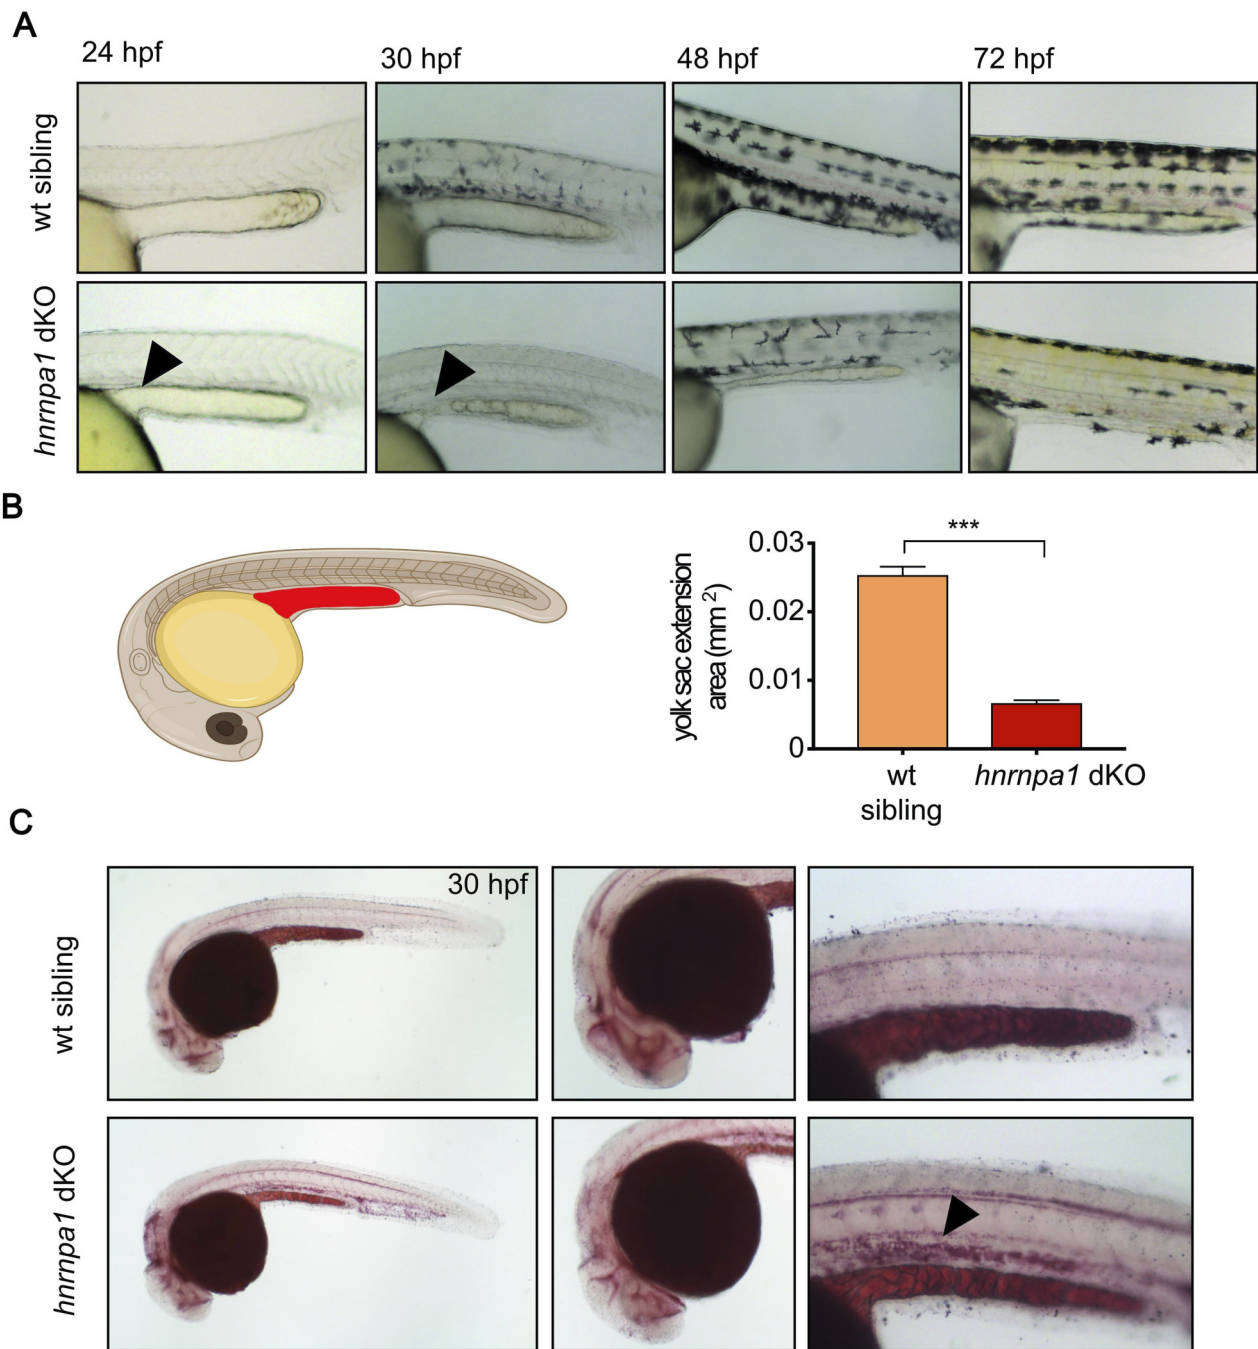 A
24 hpf
30 hpf
48 hpf
72 hpf
wt sibling
hnrnpa1 dKO
B
yolk sac extension
area (mm²)
0.03
0.02
0.01
0
***
wt
sibling
hnrnpa1 dKO
C
30 hpf
wt sibling
hnrnpa1 dKO